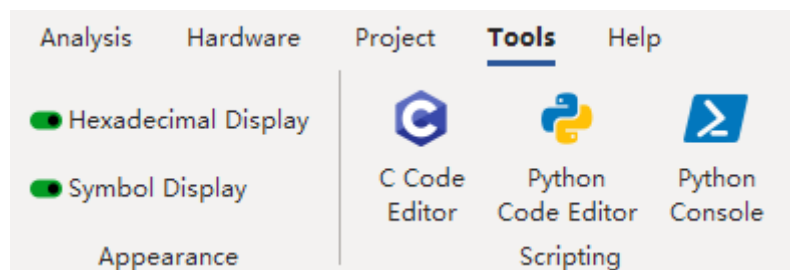 Analysis Hardware Project Tools Help
Hexadecimal Display
Symbol Display
Appearance
C Code
Editor
Python
Code Editor
Python
Console
Scripting